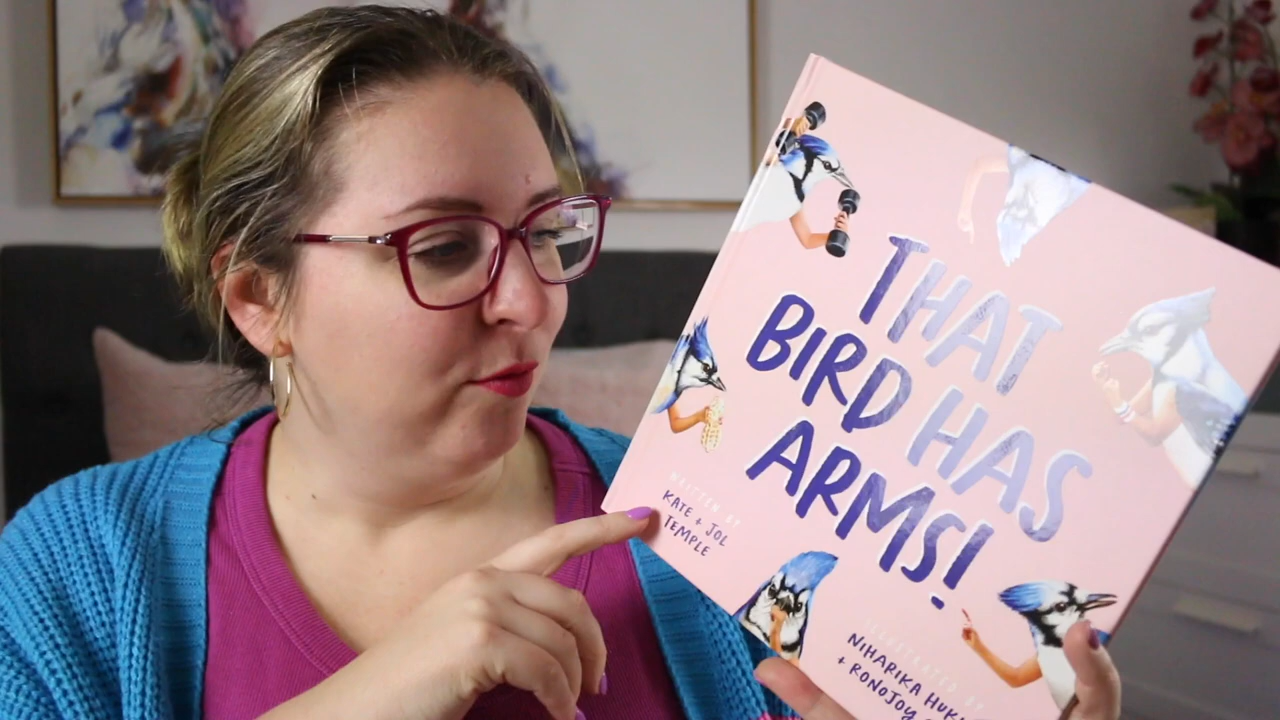 THAT
BIRD HAS
ARMS!
WRITTEN BY
KATE + JOL
TEMPLE
ILLUSTRATED BY
NIHARIKA
+ RONOJOY